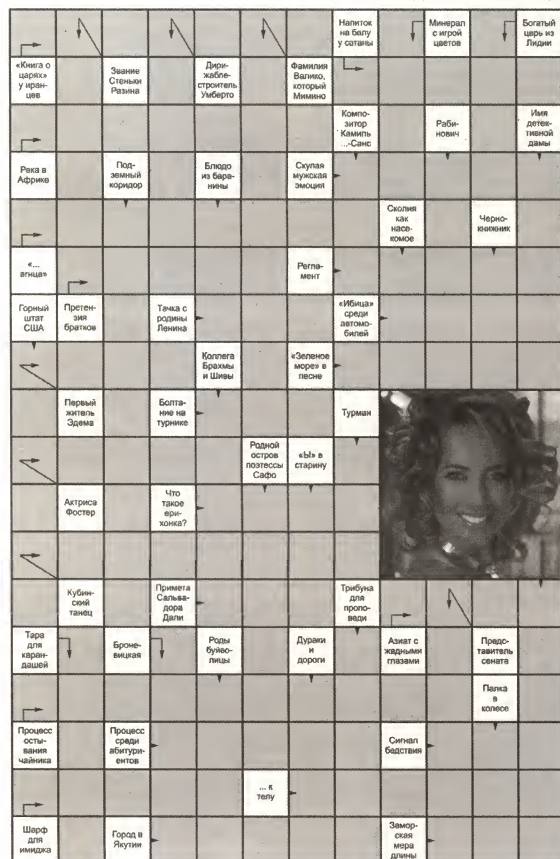 Напиток
на балу
у сатаны
Минерал
с игрой
цветов
Богатый
царь из
Лидии
«Книга о
царях»
у иран-
цев
Звание
Стеньки
Разина
Дири-
жабле-
строитель
Умберто
Фамилия
Валико,
который
Мимино
Компо-
зитор
Камиль
...-Санс
Раби-
нович
Имя
детек-
тивной
дамы
Река в
Африке
Под-
земный
коридор
Блюдо
из бара-
нины
Скупая
мужская
эмоция
Сколия
как
насе-
комое
Черно-
книжник
«...
агнца»
Регла-
мент
Горный
штат
США
Претен-
зия
братков
Тачка с
родины
Ленина
«Ибица»
среди
автомо-
билей
Коллега
Брахмы
и Шивы
«Зеленое
море» в
песне
Первый
житель
Эдема
Болта-
ние на
турнике
Турман
Родной
остров
поэтессы
Сафо
«Ы» в
старину
Актриса
Фостер
Что
такое
ери-
хонка?
Кубин-
ский
танец
Примета
Сальва-
дора
Дали
Трибуна
для
пропо-
веди
Тара
для
каран-
дашей
Броне-
вицкая
Роды
буйво-
лицы
Дураки
и
дороги
Азиат с
жадными
глазами
Предс-
тавитель
сената
Палка
в
колесе
Процесс
осты-
вания
чайника
Процесс
среди
абитури-
ентов
Сигнал
бедствия
... к
телу
Шарф
для
имиджа
Город в
Якутии
Замор-
ская
мера
длины